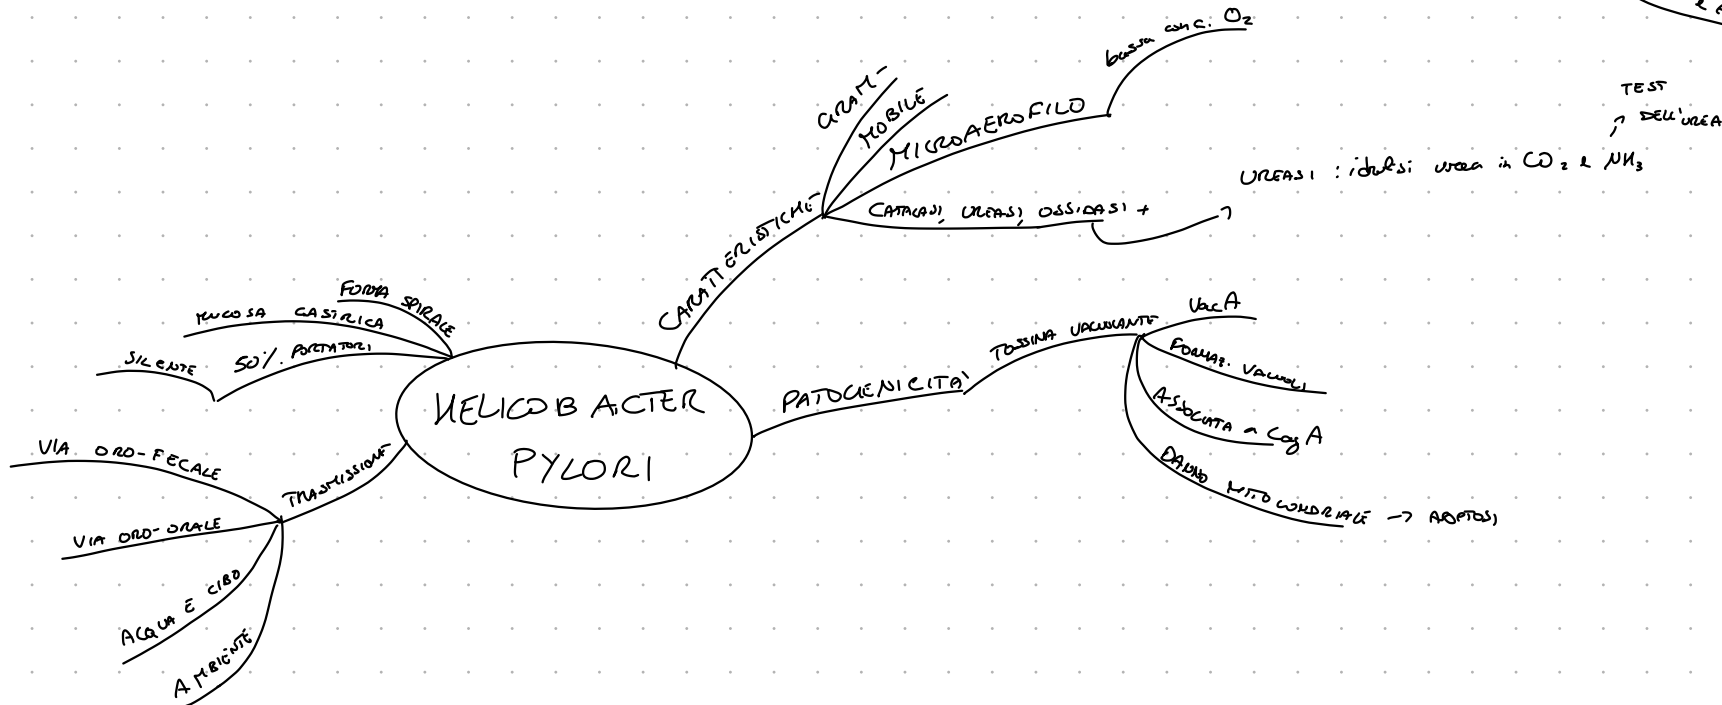 basra conc. O₂
GRAM -
MOBILE
MICROAEROFILO
TEST
DELL'UREA
UREASI : idrolisi urea in CO₂ e NH₃
CATALASI, UREASI, OSSIDASI +
CARATTERISTICHE
FORMA SPIRALE
MUCOSA GASTRICA
50% PORTATORI
SILENTE
HELICOBACTER
PYLORI
PATOGENICITA'
TOSSINA VACUOLANTE
VacA
FORMAZ. VACUOLI
ASSOCIATA a CagA
DANNO MITOCONDRIALE → APOPTOSI
TRASMISSIONE
VIA ORO-FECALE
VIA ORO-ORALE
ACQUA E CIBO
AMBIENTE